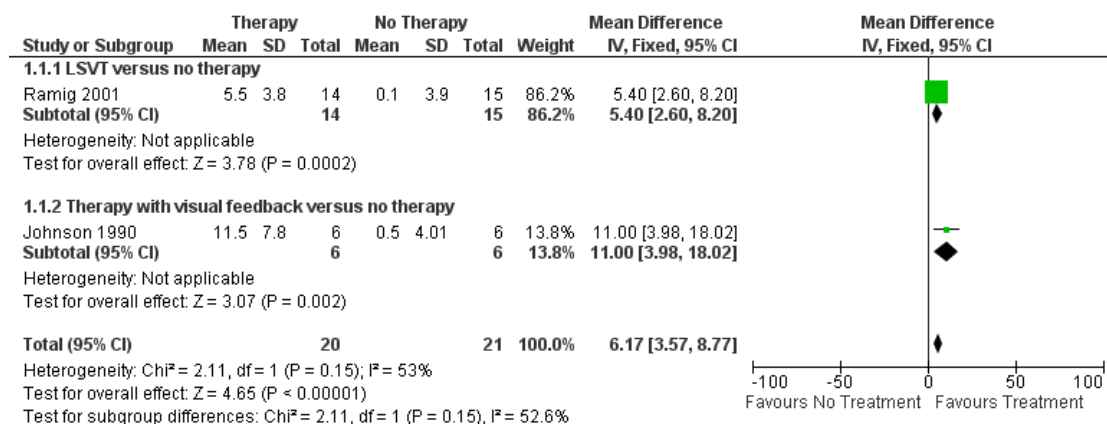 Therapy No Therapy Mean Difference Mean Difference
Study or Subgroup Mean SD Total Mean SD Total Weight IV, Fixed, 95% CI IV, Fixed, 95% CI
1.1.1 LSVT versus no therapy
Ramig 2001 5.5 3.8 14 0.1 3.9 15 86.2% 5.40 [2.60, 8.20]
Subtotal (95% CI) 14 15 86.2% 5.40 [2.60, 8.20]
Heterogeneity: Not applicable
Test for overall effect: Z = 3.78 (P = 0.0002)
1.1.2 Therapy with visual feedback versus no therapy
Johnson 1990 11.5 7.8 6 0.5 4.01 6 13.8% 11.00 [3.98, 18.02]
Subtotal (95% CI) 6 6 13.8% 11.00 [3.98, 18.02]
Heterogeneity: Not applicable
Test for overall effect: Z = 3.07 (P = 0.002)
Total (95% CI) 20 21 100.0% 6.17 [3.57, 8.77]
Heterogeneity: Chi² = 2.11, df = 1 (P = 0.15); I² = 53%
Test for overall effect: Z = 4.65 (P < 0.00001)
Test for subgroup differences: Chi² = 2.11, df = 1 (P = 0.15), I² = 52.6%
-100 -50 0 50 100
Favours No Treatment Favours Treatment